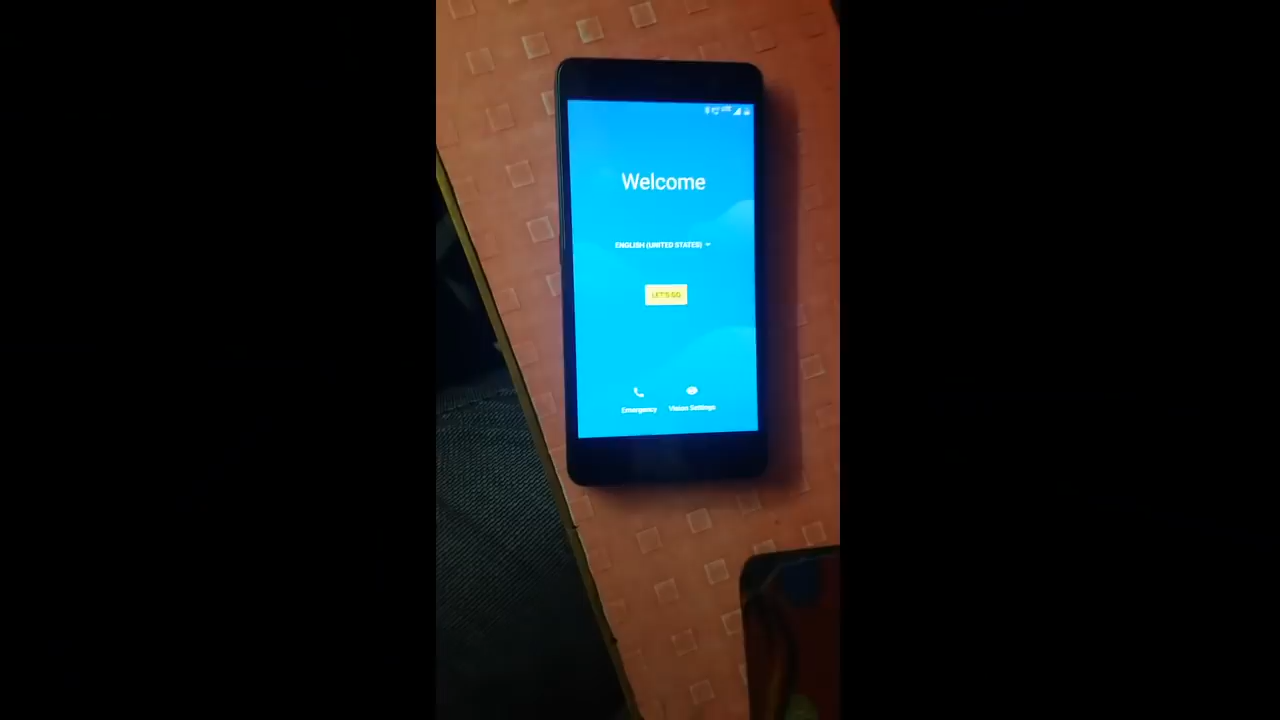 Welcome
ENGLISH (UNITED STATES)
LET'S GO
Emergency
Vision Settings